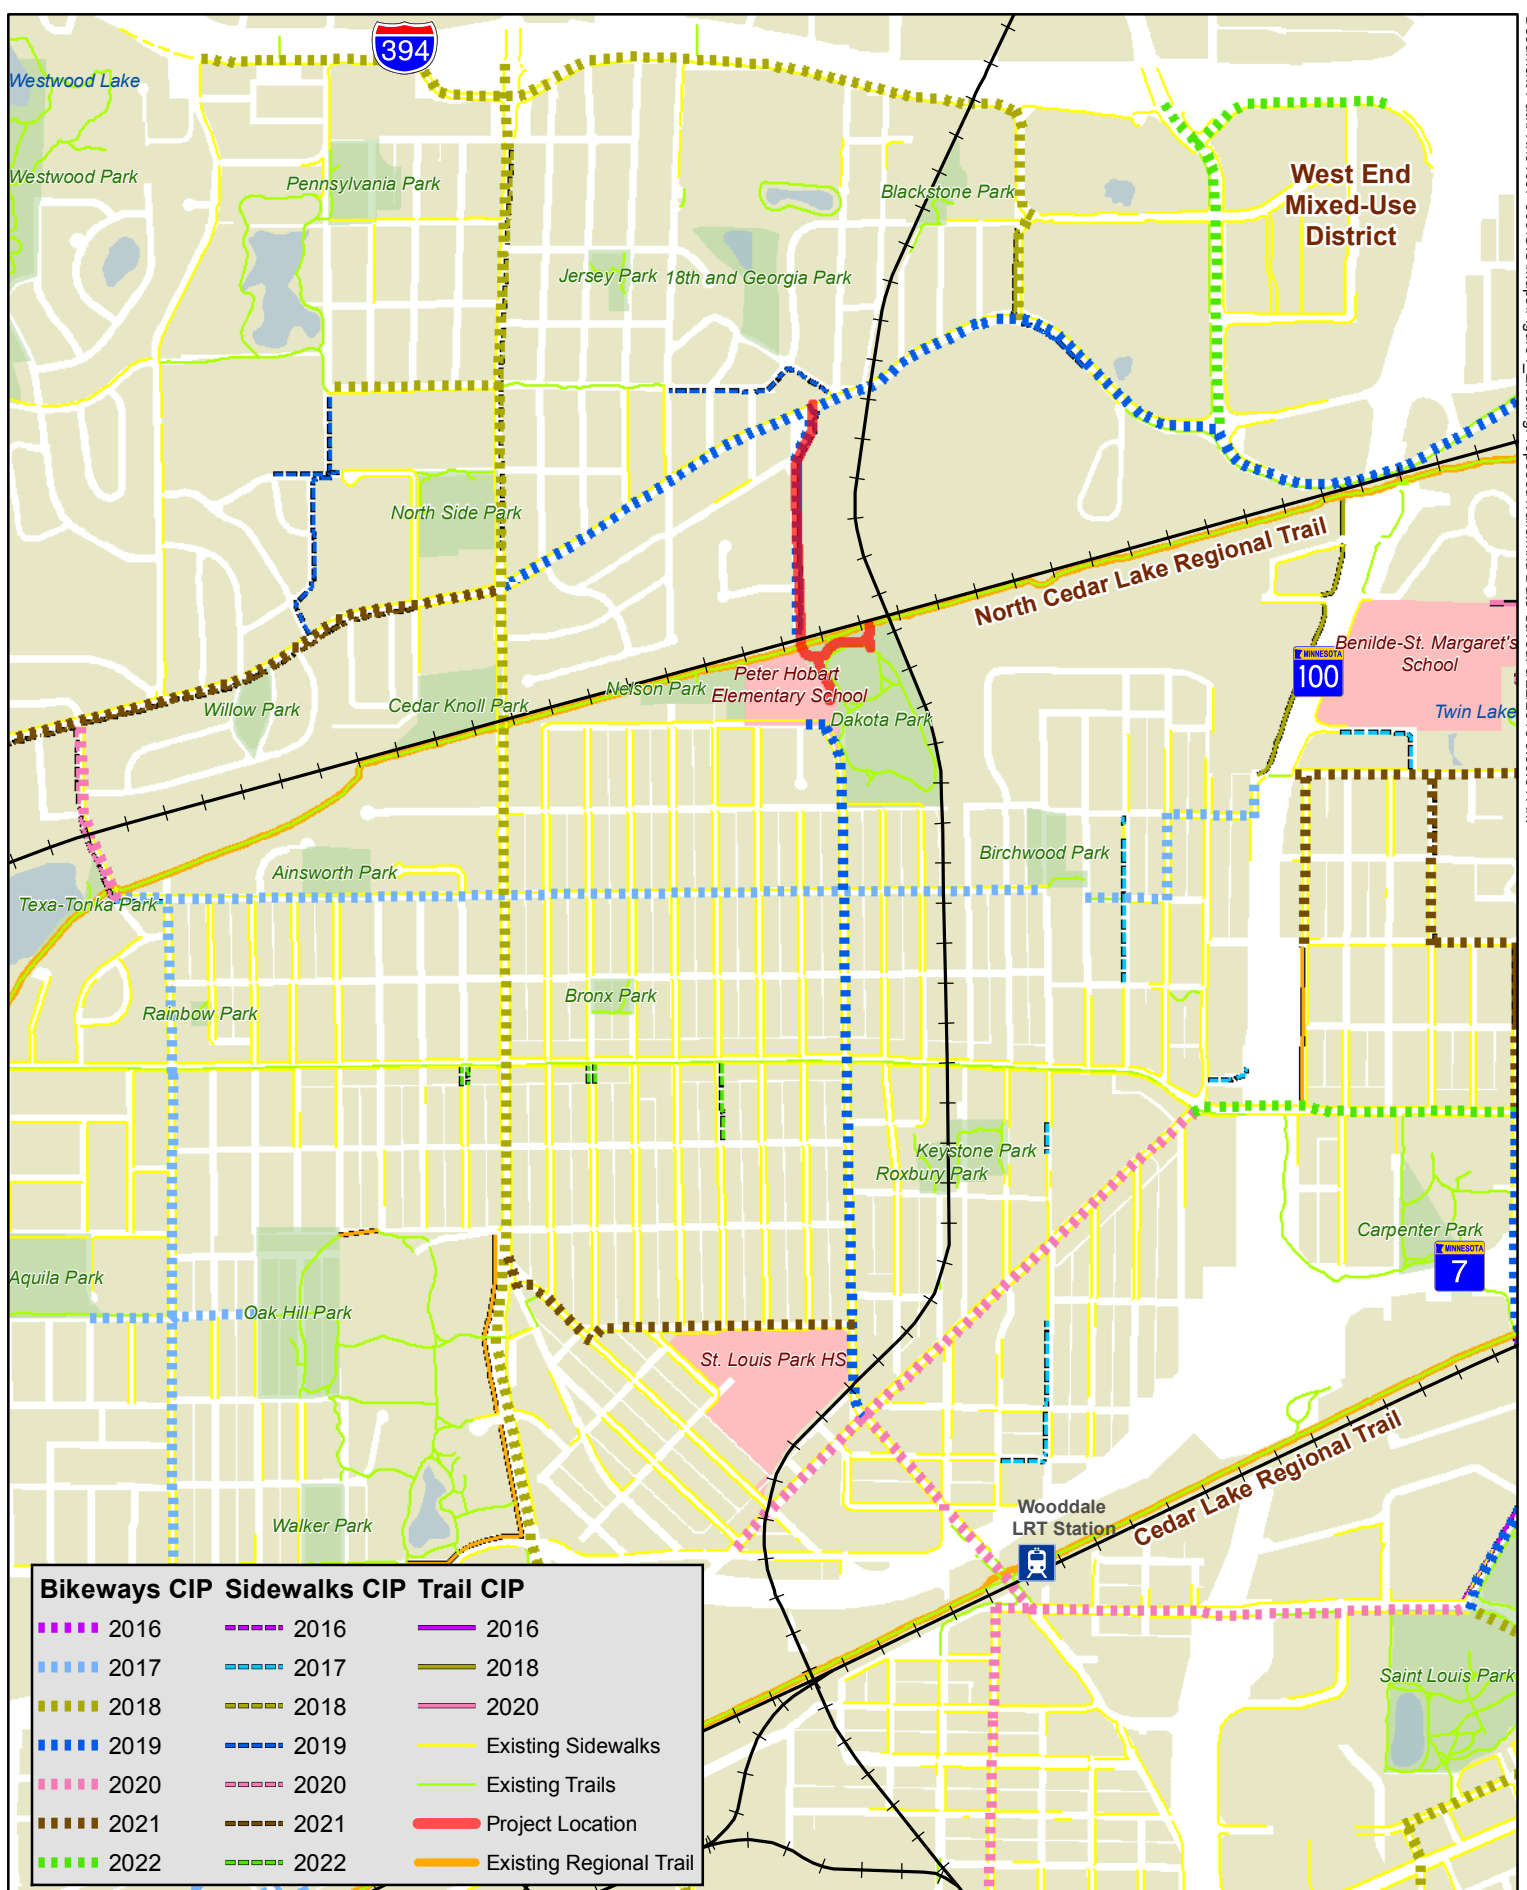 394
Westwood Lake
Westwood Park
Pennsylvania Park
Blackstone Park
West End
Mixed-Use
District
Jersey Park
18th and Georgia Park
North Side Park
North Cedar Lake Regional Trail
Benilde-St. Margaret's
School
MINNESOTA
100
Peter Hobart
Elementary School
Nelson Park
Willow Park
Cedar Knoll Park
Dakota Park
Twin Lake
Birchwood Park
Ainsworth Park
Texa-Tonka Park
Bronx Park
Rainbow Park
Keystone Park
Roxbury Park
Carpenter Park
MINNESOTA
7
Aquila Park
Oak Hill Park
St. Louis Park HS
Cedar Lake Regional Trail
Wooddale
LRT Station
Walker Park
Saint Louis Park
Bikeways CIP Sidewalks CIP Trail CIP
2016 2016 2016
2017 2017 2018
2018 2018 2020
2019 2019 Existing Sidewalks
2020 2020 Existing Trails
2021 2021 Project Location
2022 2022 Existing Regional Trail